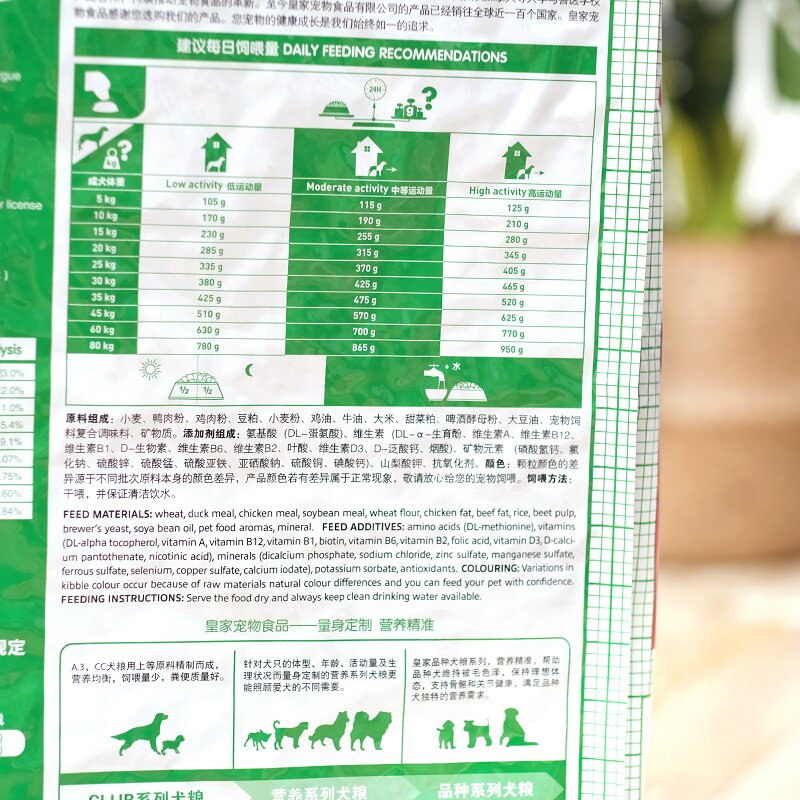 至今皇家宠物食品有限公司的产品已经销往全球近一百个国家。皇家宠
物食品感谢您选购我们的产品。您宠物的健康成长是我们始终如一的追求。
建议每日饲喂量 DAILY FEEDING RECOMMENDATIONS
24H
?
g
kg ?
成犬体重 Low activity 低运动量 Moderate activity 中等运动量 High activity 高运动量
5 kg 105 g 115 g 125 g
10 kg 170 g 190 g 210 g
15 kg 230 g 255 g 280 g
20 kg 285 g 315 g 345 g
25 kg 335 g 370 g 405 g
30 kg 380 g 425 g 465 g
35 kg 425 g 475 g 520 g
45 kg 510 g 570 g 625 g
60 kg 630 g 700 g 770 g
80 kg 780 g 865 g 950 g
½ ½
+ 水
原料组成：小麦、鸭肉粉、鸡肉粉、豆粕、小麦粉、鸡油、牛油、大米、甜菜粕、啤酒酵母粉、大豆油、宠物饲
料复合调味料、矿物质。添加剂组成：氨基酸（DL-蛋氨酸）、维生素（DL-α-生育酚、维生素A、维生素B12、
维生素B1、D-生物素、维生素B6、维生素B2、叶酸、维生素D3、D-泛酸钙、烟酸）、矿物元素（磷酸氢钙、氯
化钠、硫酸锌、硫酸锰、硫酸亚铁、亚硒酸钠、硫酸铜、碘酸钙）、山梨酸钾、抗氧化剂。颜色：颗粒颜色的差
异源于不同批次原料本身的颜色差异，产品颜色若有差异属于正常现象，敬请放心给您的宠物饲喂。饲喂方法：
干喂，并保证清洁饮水。
FEED MATERIALS: wheat, duck meal, chicken meal, soybean meal, wheat flour, chicken fat, beef fat, rice, beet pulp,
brewer's yeast, soya bean oil, pet food aromas, mineral. FEED ADDITIVES: amino acids (DL-methionine), vitamins
(DL-alpha tocopherol, vitamin A, vitamin B12, vitamin B1, biotin, vitamin B6, vitamin B2, folic acid, vitamin D3, D-calci-
um pantothenate, nicotinic acid), minerals (dicalcium phosphate, sodium chloride, zinc sulfate, manganese sulfate,
ferrous sulfate, selenium, copper sulfate, calcium iodate), potassium sorbate, antioxidants. COLOURING: Variations in
kibble colour occur because of raw materials natural colour differences and you can feed your pet with confidence.
FEEDING INSTRUCTIONS: Serve the food dry and always keep clean drinking water available.
皇家宠物食品——量身定制 营养精准
A.3，CC犬粮用上等原料精制而成，
营养均衡，饲喂量少，粪便质量好。
针对犬只的体型、年龄、活动量及生
理状况而量身定制的营养系列犬粮更
能照顾爱犬的不同需要。
皇家品种犬粮系列，营养精准，帮助
品种犬维持被毛色泽，保持理想体
态，支持骨骼和关节健康，满足品种
犬独特的营养需求。
CLUB系列犬粮 营养系列犬粮 品种系列犬粮
license
ysis
23.0%
2.0%
1.0%
5.4%
9.1%
.07%
.75%
.60%
.84%
规定